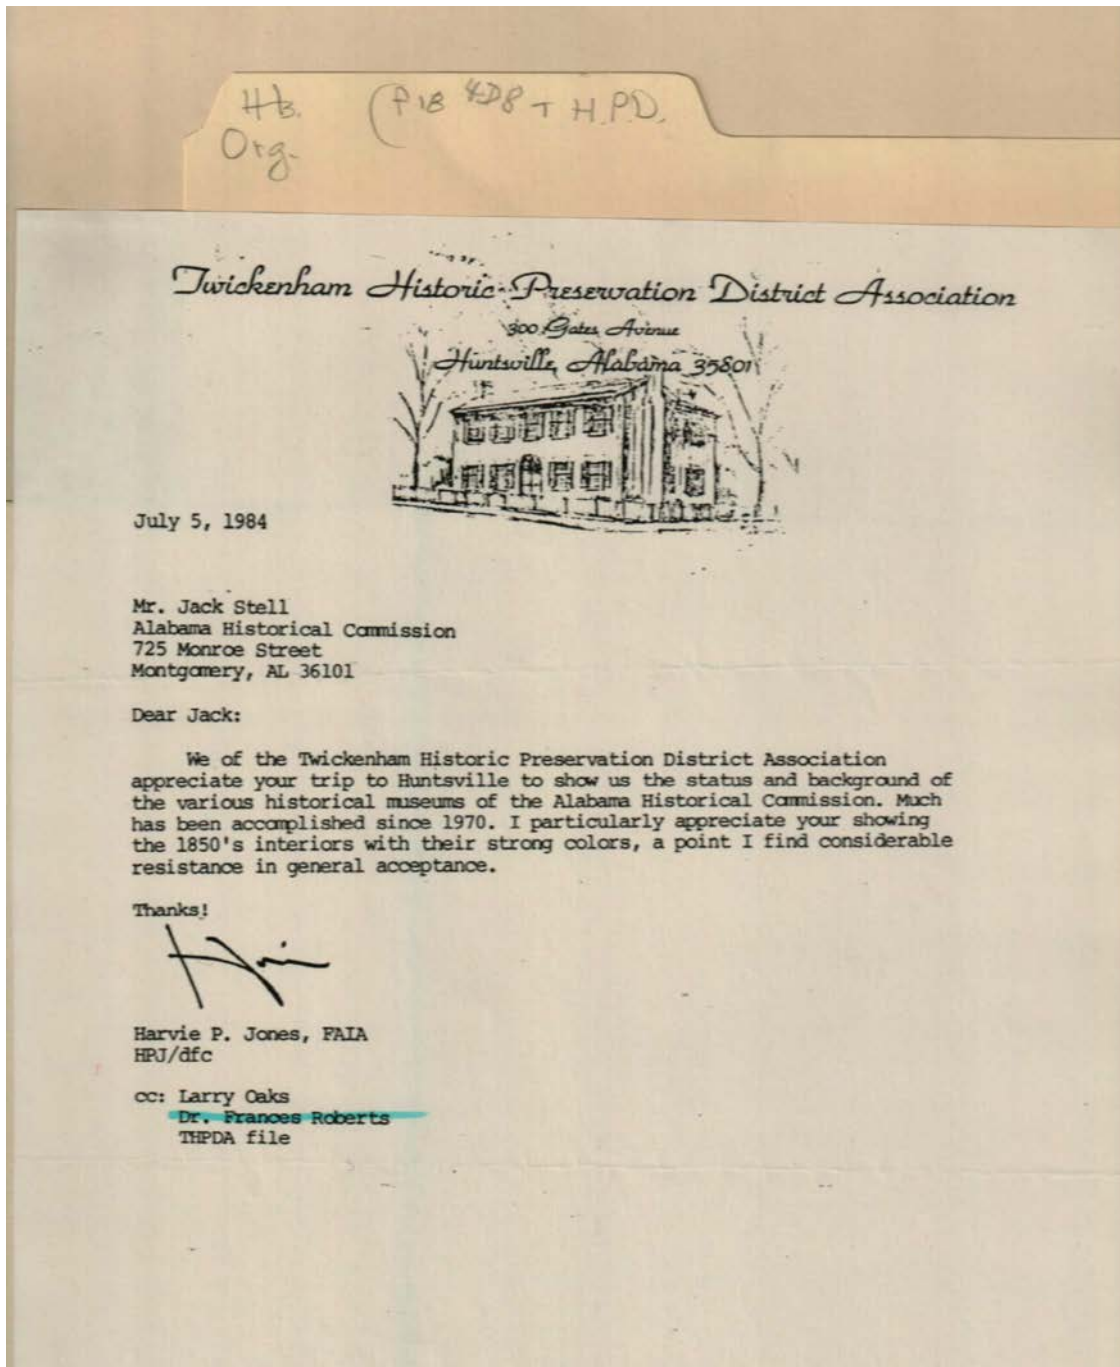 Hb. (P1B 4D8 T H.P.D.
Org.
Twickenham Historic Preservation District Association
300 Gates Avenue
Huntsville, Alabama 35801
July 5, 1984
Mr. Jack Stell
Alabama Historical Commission
725 Monroe Street
Montgomery, AL 36101
Dear Jack:
We of the Twickenham Historic Preservation District Association
appreciate your trip to Huntsville to show us the status and background of
the various historical museums of the Alabama Historical Commission. Much
has been accomplished since 1970. I particularly appreciate your showing
the 1850's interiors with their strong colors, a point I find considerable
resistance in general acceptance.
Thanks!
Harvie P. Jones, FAIA
HPJ/dfc
cc: Larry Oaks
Dr. Frances Roberts
THPDA file